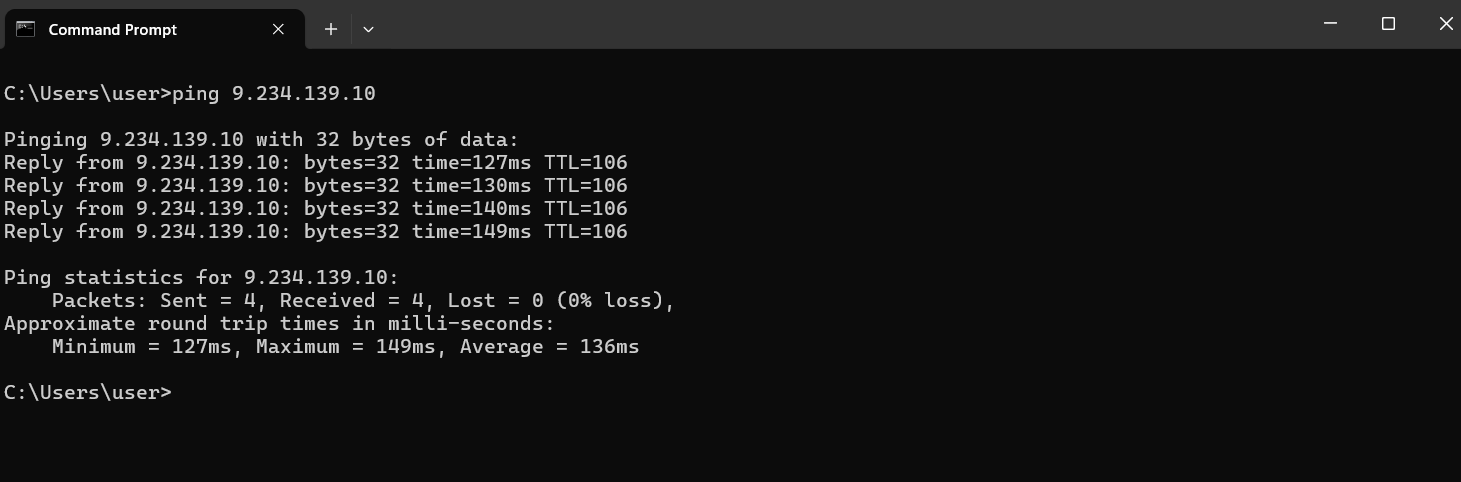 Command Prompt
C:\Users\user>ping 9.234.139.10
Pinging 9.234.139.10 with 32 bytes of data:
Reply from 9.234.139.10: bytes=32 time=127ms TTL=106
Reply from 9.234.139.10: bytes=32 time=130ms TTL=106
Reply from 9.234.139.10: bytes=32 time=140ms TTL=106
Reply from 9.234.139.10: bytes=32 time=149ms TTL=106
Ping statistics for 9.234.139.10:
    Packets: Sent = 4, Received = 4, Lost = 0 (0% loss),
Approximate round trip times in milli-seconds:
    Minimum = 127ms, Maximum = 149ms, Average = 136ms
C:\Users\user>